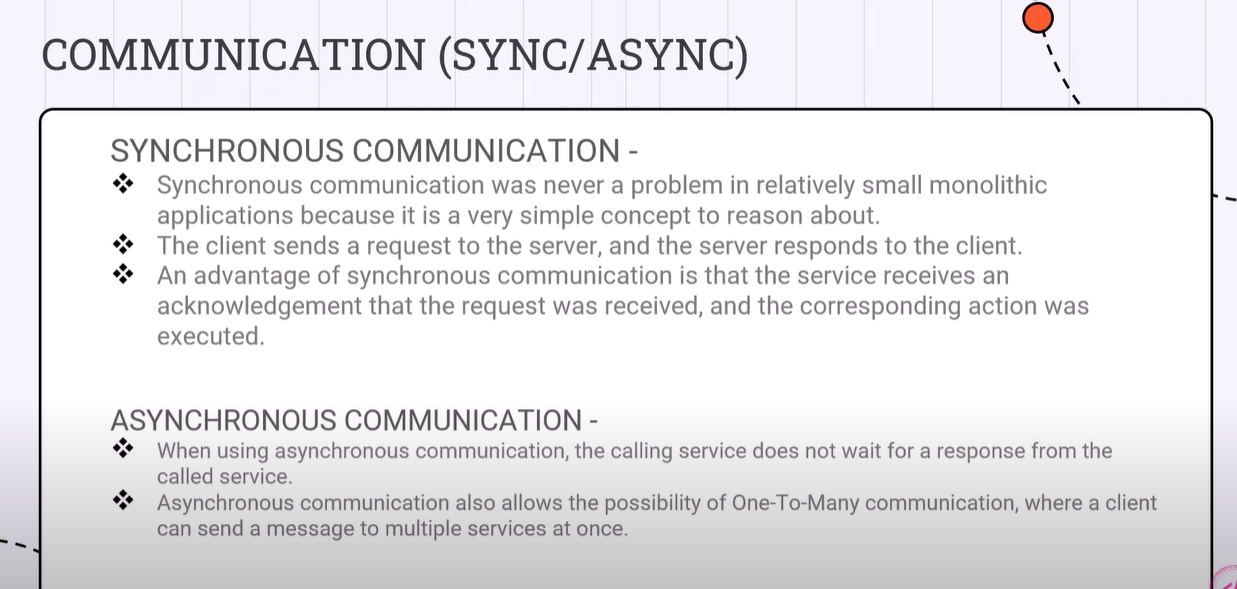 COMMUNICATION (SYNC/ASYNC)
SYNCHRONOUS COMMUNICATION -
❖ Synchronous communication was never a problem in relatively small monolithic
applications because it is a very simple concept to reason about.
❖ The client sends a request to the server, and the server responds to the client.
❖ An advantage of synchronous communication is that the service receives an
acknowledgement that the request was received, and the corresponding action was
executed.
ASYNCHRONOUS COMMUNICATION -
❖ When using asynchronous communication, the calling service does not wait for a response from the
called service.
❖ Asynchronous communication also allows the possibility of One-To-Many communication, where a client
can send a message to multiple services at once.